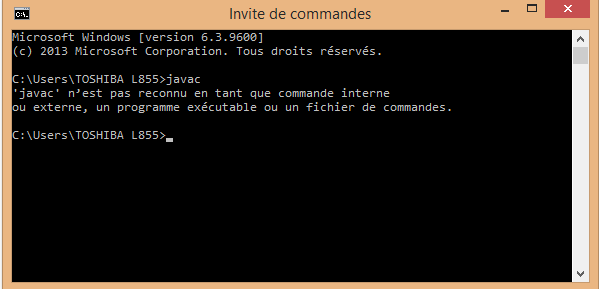 Invite de commandes
Microsoft Windows [version 6.3.9600]
(c) 2013 Microsoft Corporation. Tous droits réservés.
C:\Users\TOSHIBA L855>javac
'javac' n’est pas reconnu en tant que commande interne
ou externe, un programme exécutable ou un fichier de commandes.
C:\Users\TOSHIBA L855>